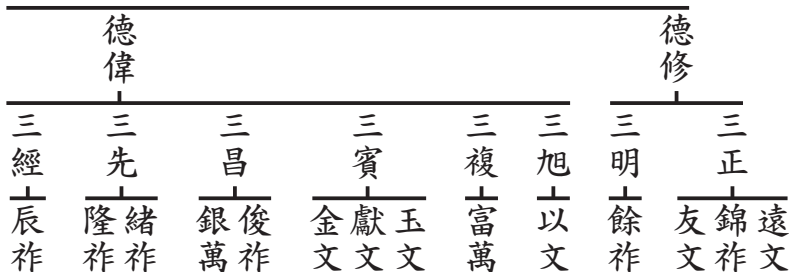 德修
德偉
三正
三明
三旭
三複
三賓
三昌
三先
三經
遠文
錦祚
友文
餘祚
以文
富萬
玉文
獻文
金文
俊祚
銀萬
緒祚
隆祚
辰祚